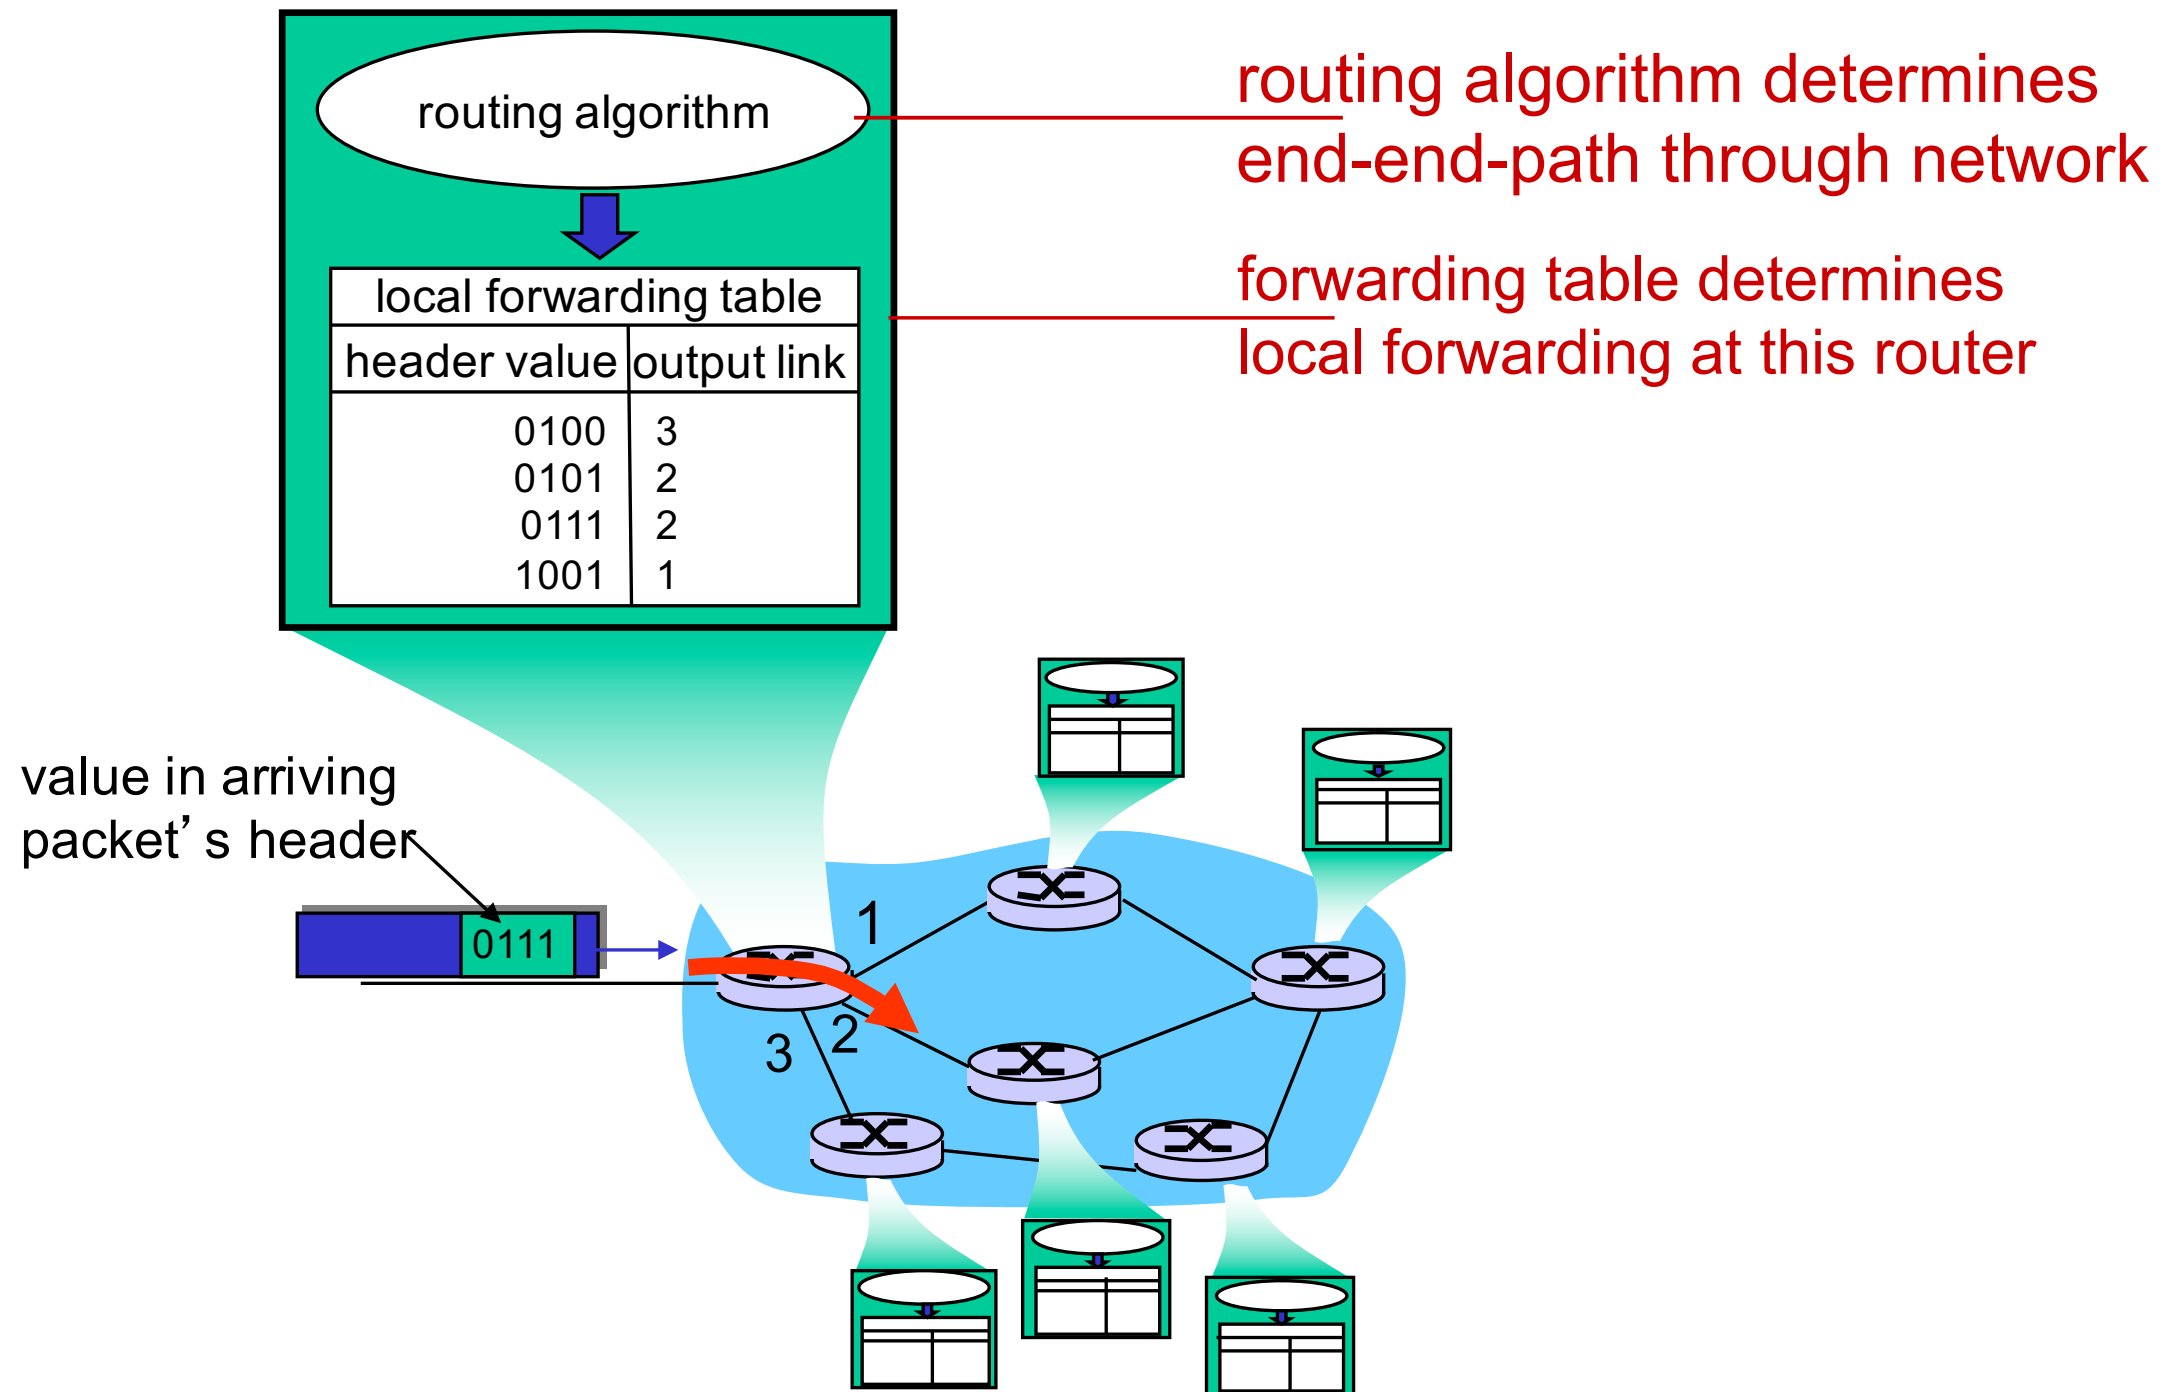 routing algorithm
routing algorithm determines
end-end-path through network
local forwarding table
header value output link
0100 3
0101 2
0111 2
1001 1
forwarding table determines
local forwarding at this router
value in arriving
packet’s header
0111
1
2
3